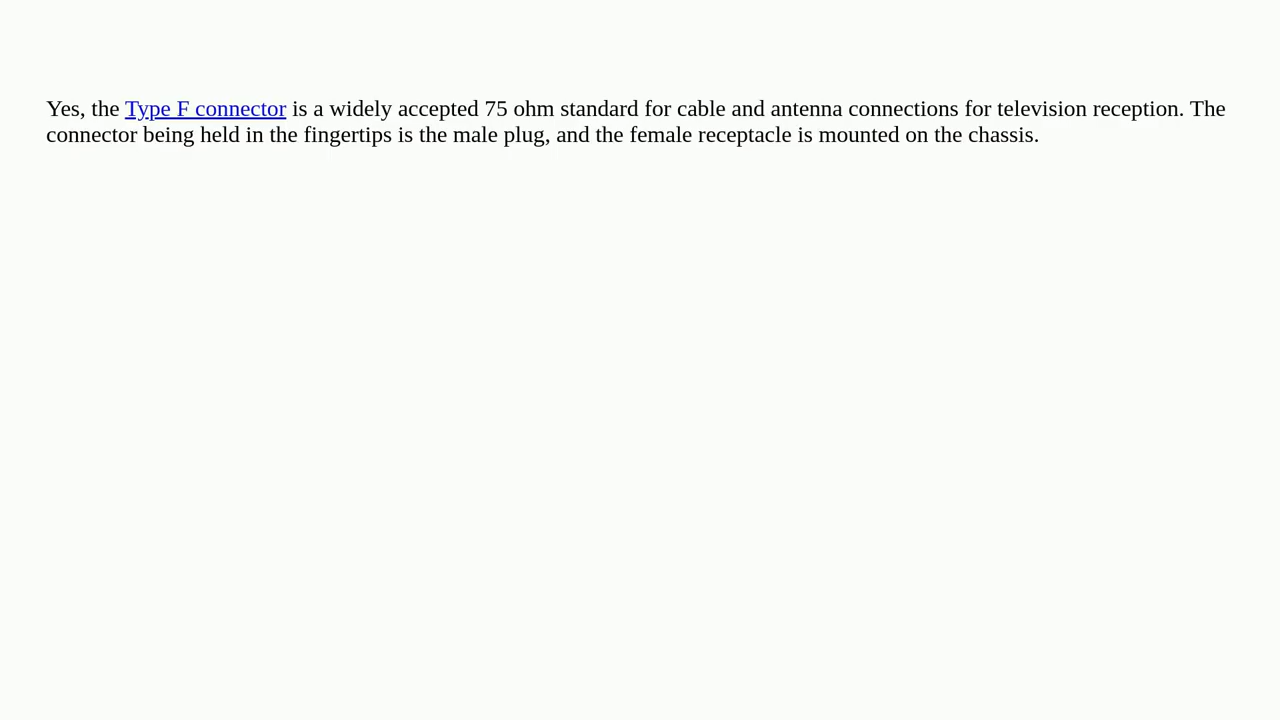 Yes, the Type F connector is a widely accepted 75 ohm standard for cable and antenna connections for television reception. The
connector being held in the fingertips is the male plug, and the female receptacle is mounted on the chassis.